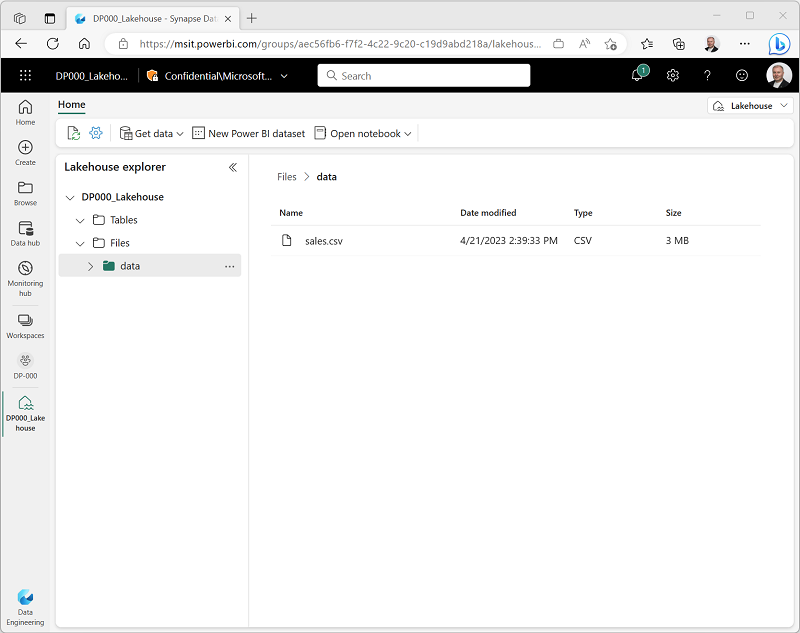 DP000_Lakehouse - Synapse Dat
https://msit.powerbi.com/groups/aec56fb6-f7f2-4c22-9c20-c19d9abd218a/lakehous...
DP000_Lakeho...
Confidential\Microsoft...
Search
1
Home
Lakehouse
Get data
New Power BI dataset
Open notebook
Home
Create
Browse
Data hub
Monitoring
hub
Workspaces
DP-000
DP000_Lake
house
Data
Engineering
Lakehouse explorer
DP000_Lakehouse
Tables
Files
data
Files > data
Name Date modified Type Size
sales.csv 4/21/2023 2:39:33 PM CSV 3 MB